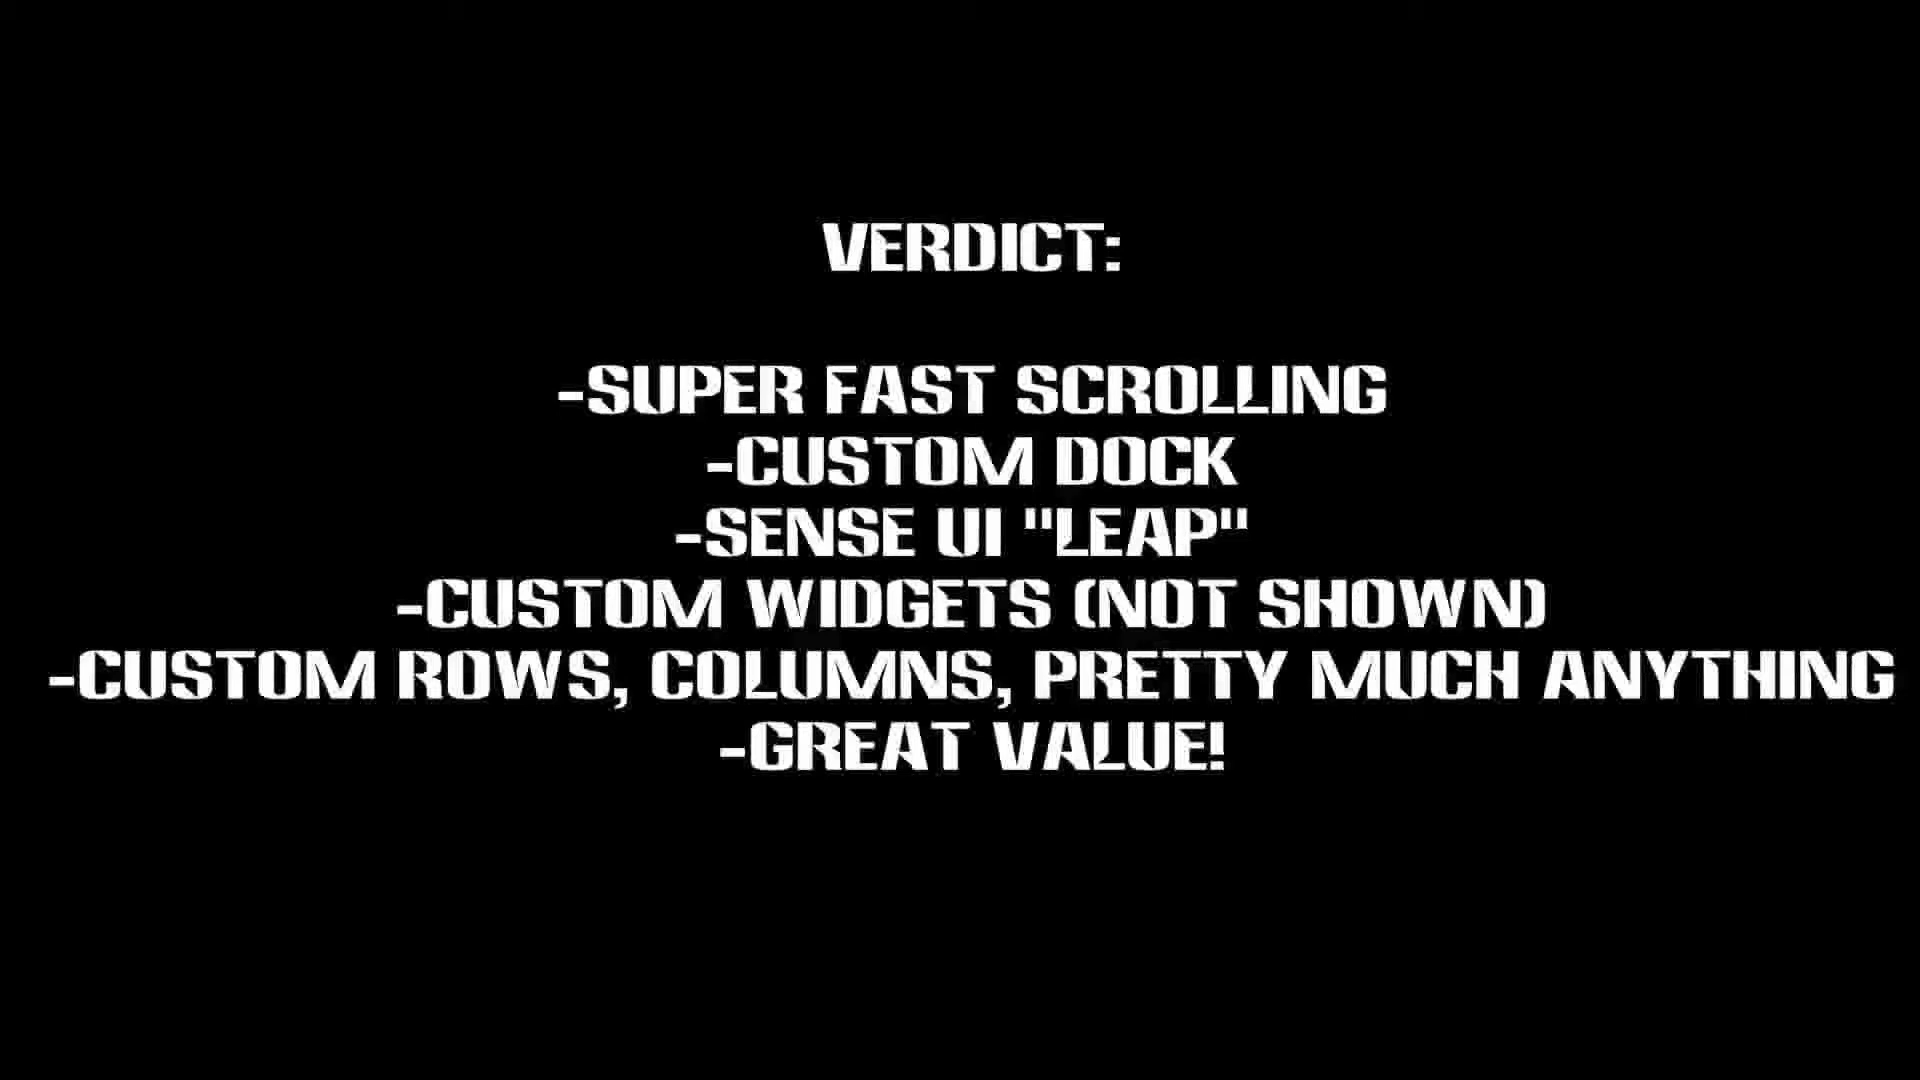 VERDICT:
-SUPER FAST SCROLLING
-CUSTOM DOCK
-SENSE UI "LEAP"
-CUSTOM WIDGETS (NOT SHOWN)
-CUSTOM ROWS, COLUMNS, PRETTY MUCH ANYTHING
-GREAT VALUE!